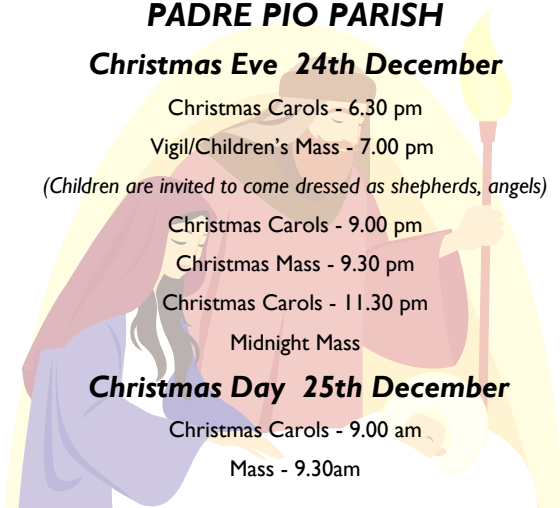 PADRE PIO PARISH
Christmas Eve 24th December
Christmas Carols - 6.30 pm
Vigil/Children's Mass - 7.00 pm
(Children are invited to come dressed as shepherds, angels)
Christmas Carols - 9.00 pm
Christmas Mass - 9.30 pm
Christmas Carols - 11.30 pm
Midnight Mass
Christmas Day 25th December
Christmas Carols - 9.00 am
Mass - 9.30am